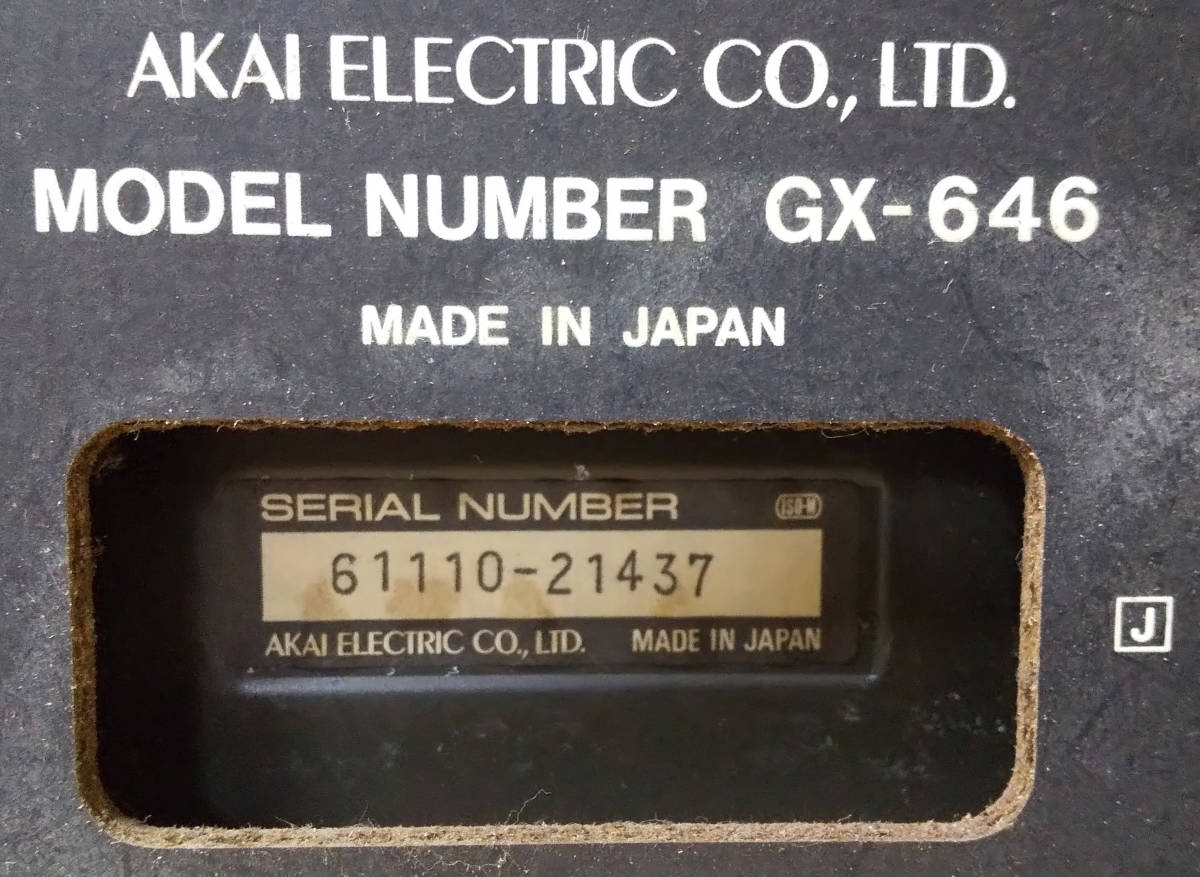 AKAI ELECTRIC CO., LTD.
MODEL NUMBER GX-646
MADE IN JAPAN
SERIAL NUMBER
61110-21437
AKAI ELECTRIC CO., LTD. MADE IN JAPAN
J